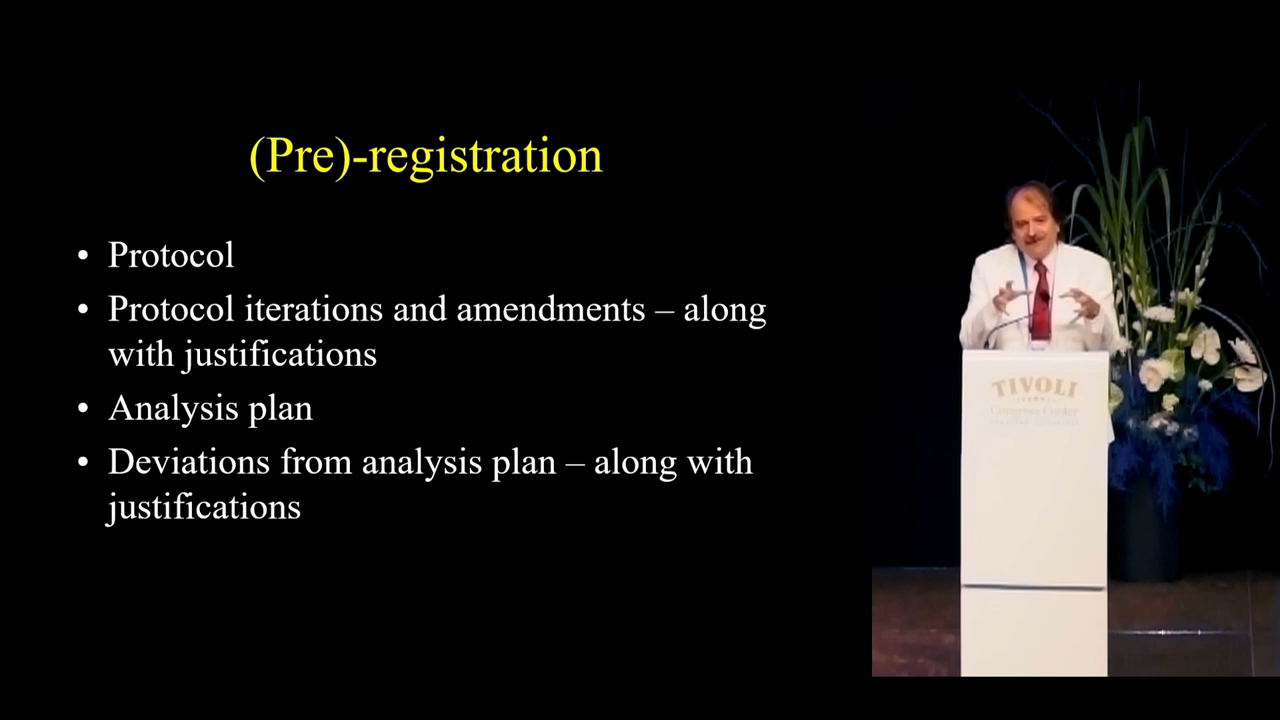 (Pre)-registration
• Protocol
• Protocol iterations and amendments – along
with justifications
• Analysis plan
• Deviations from analysis plan – along with
justifications
TIVOLI
Congress Center